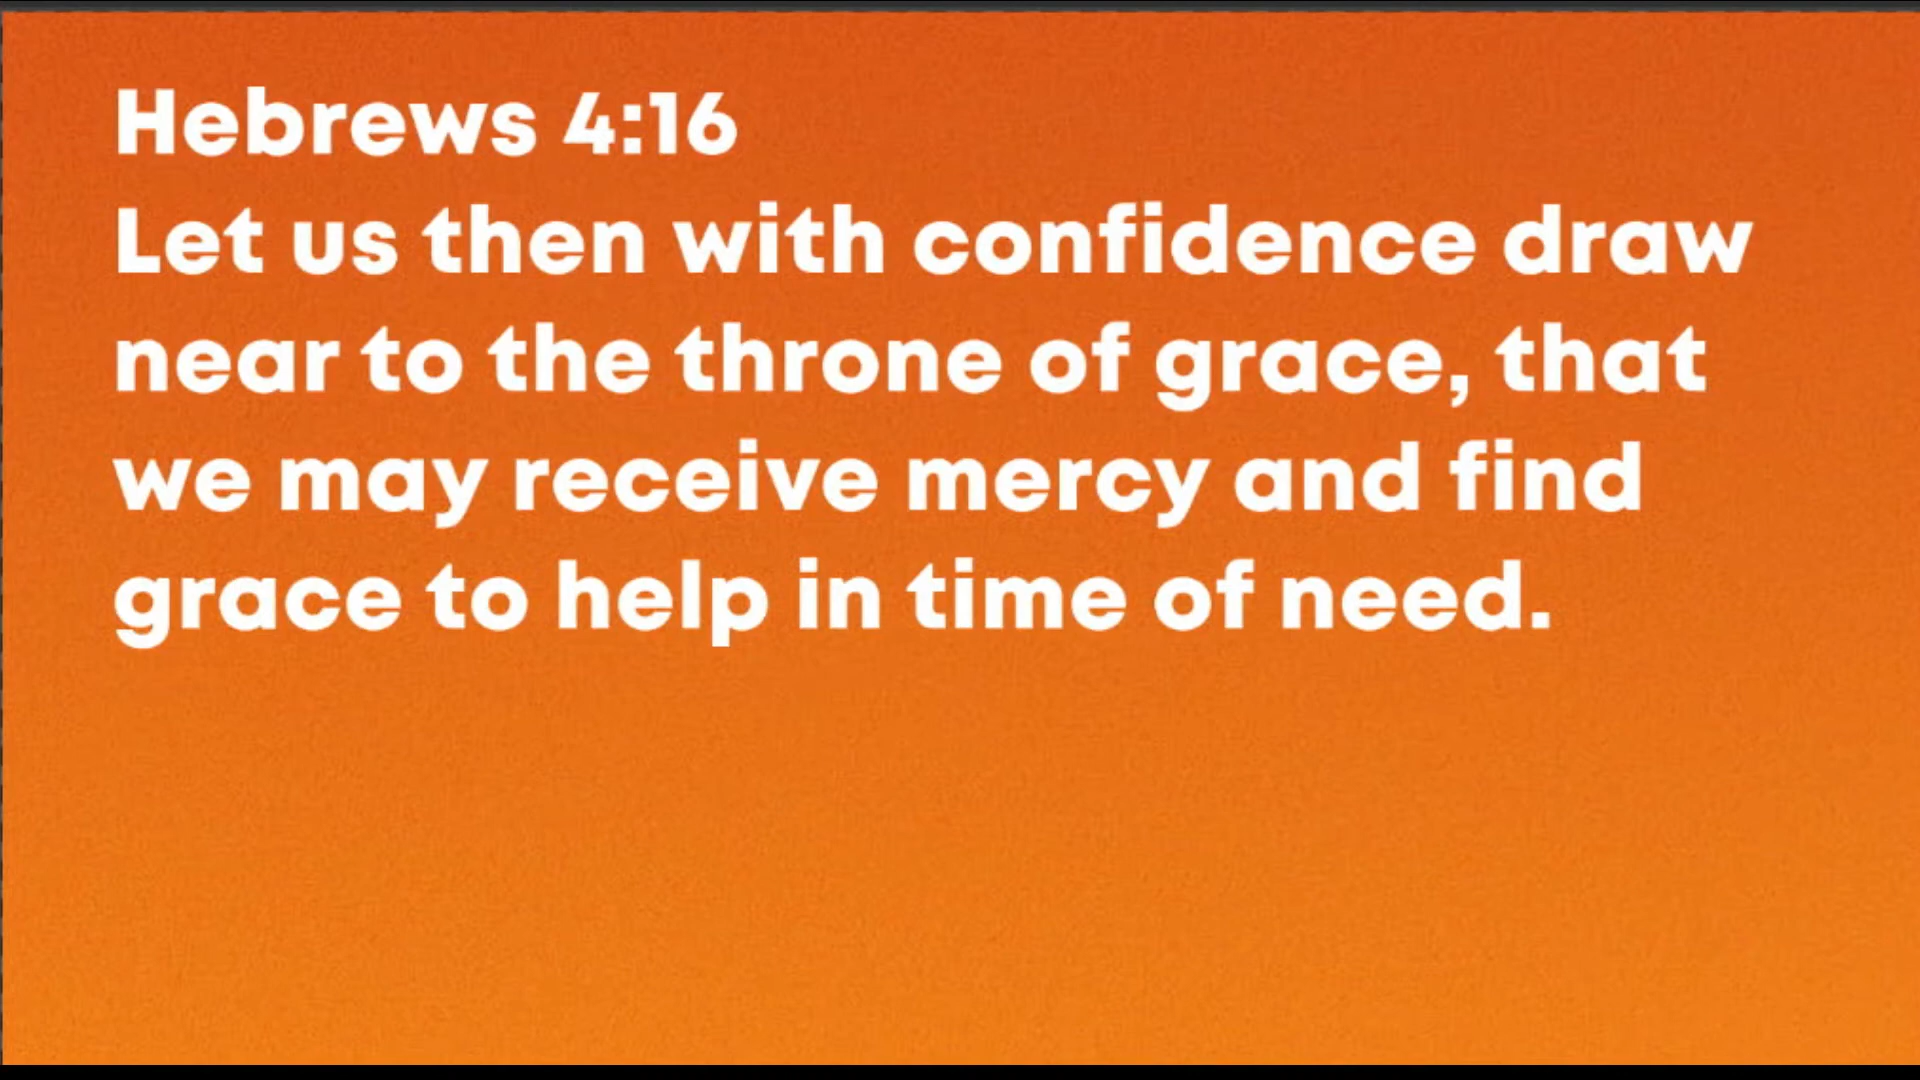 Hebrews 4:16
Let us then with confidence draw
near to the throne of grace, that
we may receive mercy and find
grace to help in time of need.